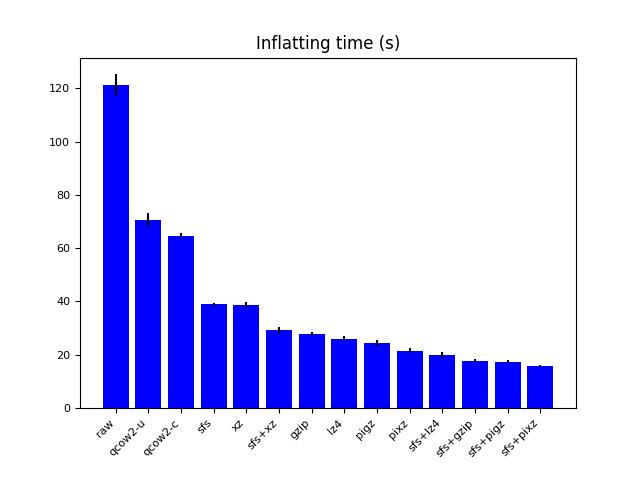 Inflatting time (s)
120
100
80
60
40
20
0
raw
qcow2-u
qcow2-c
sfs
xz
sfs+xz
gzip
lz4
pigz
pixz
sfs+lz4
sfs+gzip
sfs+pigz
sfs+pixz